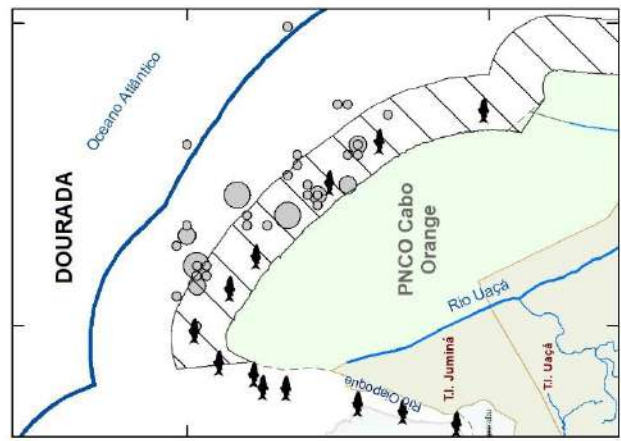 DOURADA
Oceano Atlântico
PNCO Cabo
Orange
Rio Uaçá
Rio Oiapoque
T.I. Juminá
T.I. Uaçá